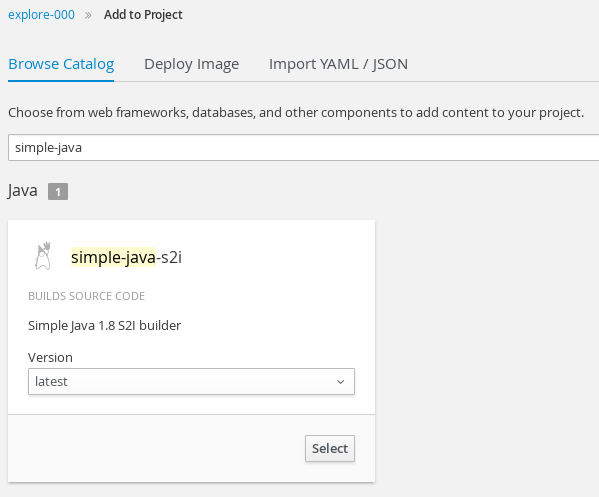 explore-000 » Add to Project
Browse Catalog Deploy Image Import YAML / JSON
Choose from web frameworks, databases, and other components to add content to your project.
simple-java
Java 1
simple-java-s2i
BUILDS SOURCE CODE
Simple Java 1.8 S2I builder
Version
latest
Select